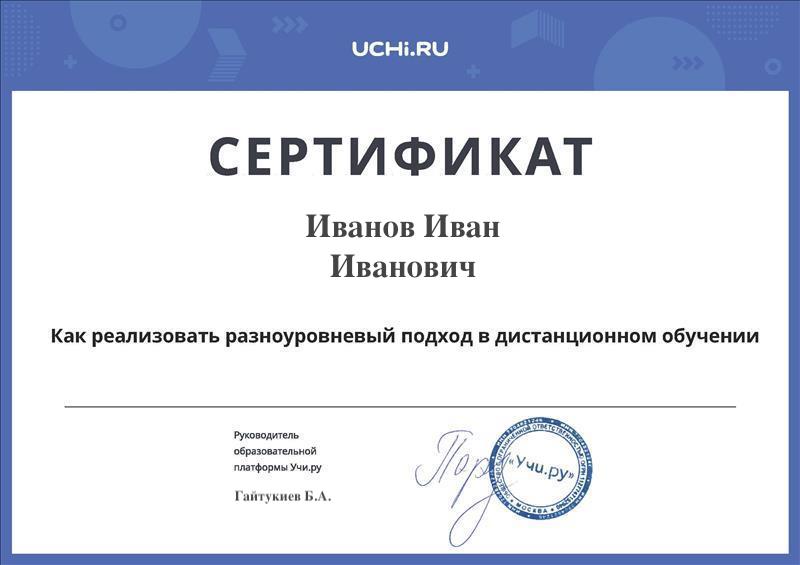 UCHi.RU
СЕРТИФИКАТ
Иванов Иван
Иванович
Как реализовать разноуровневый подход в дистанционном обучении
Руководитель
образовательной
платформы Учи.ру
Гайтукиев Б.А.
«Учи.ру»
МОСКВА